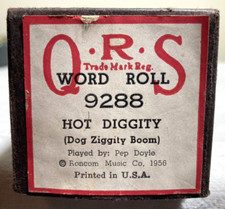 Q·R·S
Trade Mark Reg.
WORD ROLL
9288
HOT DIGGITY
(Dog Ziggity Boom)
Played by: Pep Doyle
© Roncom Music Co, 1956
Printed in U.S.A.